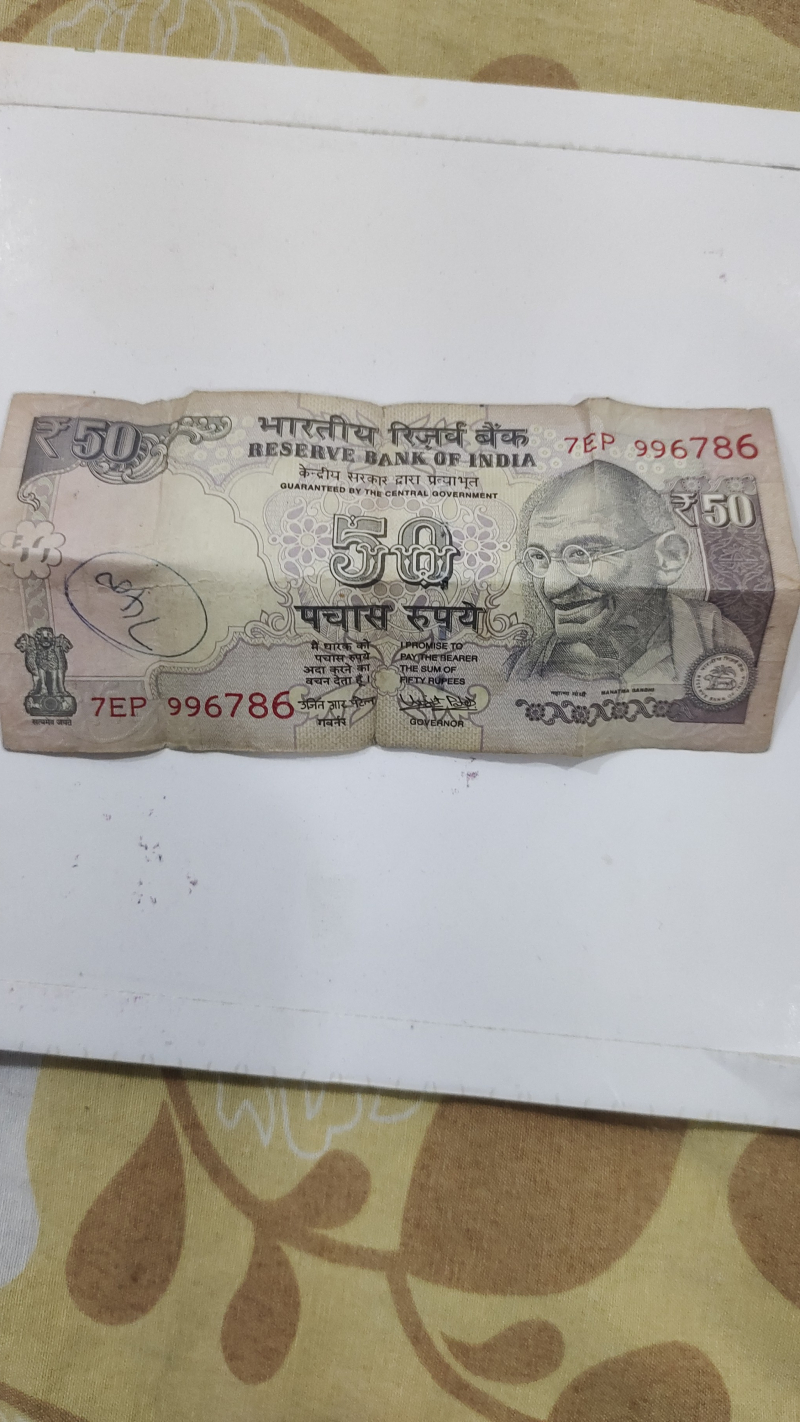 ₹50
भारतीय रिज़र्व बैंक
RESERVE BANK OF INDIA
केन्द्रीय सरकार द्वारा प्रत्याभूत
GUARANTEED BY THE CENTRAL GOVERNMENT
7EP 996786
₹50
50
पचास रुपये
मैं धारक को
पचास रुपये
अदा करने का
वचन देता हूँ।
I PROMISE TO
PAY THE BEARER
THE SUM OF
FIFTY RUPEES
महात्मा गांधी MAHATMA GANDHI
सत्यमेव जयते
7EP 996786
गवर्नर
GOVERNOR